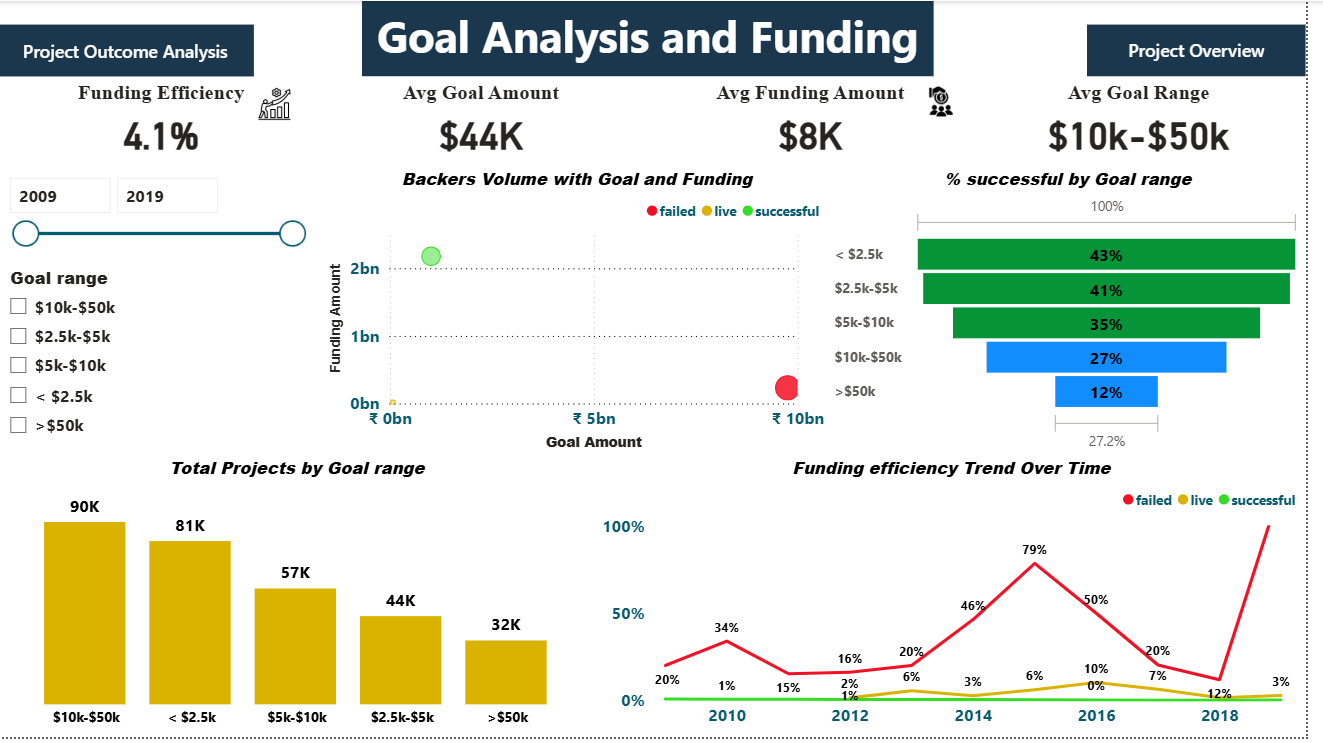 Goal Analysis and Funding
Project Outcome Analysis
Project Overview
Funding Efficiency
4.1%
Avg Goal Amount
$44K
Avg Funding Amount
$8K
Avg Goal Range
$10k-$50k
2009
2019
Goal range
$10k-$50k
$2.5k-$5k
$5k-$10k
< $2.5k
>$50k
Backers Volume with Goal and Funding
failed live successful
Funding Amount
2bn
1bn
0bn
₹ 0bn ₹ 5bn ₹ 10bn
Goal Amount
% successful by Goal range
100%
< $2.5k 43%
$2.5k-$5k 41%
$5k-$10k 35%
$10k-$50k 27%
>$50k 12%
27.2%
Total Projects by Goal range
90K
81K
57K
44K
32K
$10k-$50k < $2.5k $5k-$10k $2.5k-$5k >$50k
Funding efficiency Trend Over Time
failed live successful
100%
50%
0%
20%
34%
15%
16%
20%
46%
79%
50%
20%
12%
1%
2%
1%
6%
3%
6%
10%
0%
7%
3%
2010 2012 2014 2016 2018